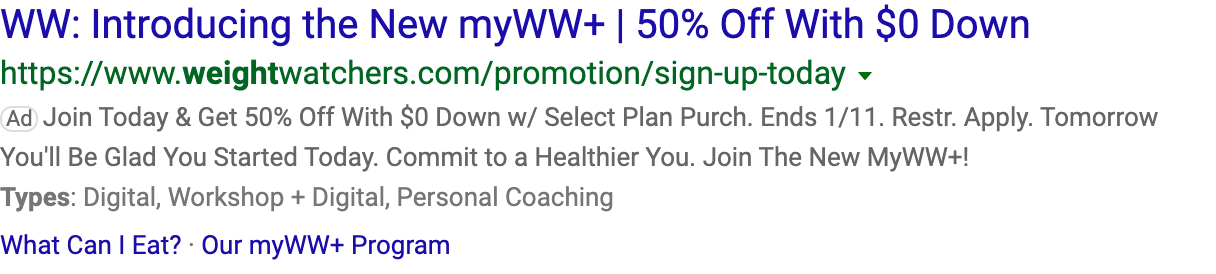 WW: Introducing the New myWW+ | 50% Off With $0 Down
https://www.weightwatchers.com/promotion/sign-up-today
Ad Join Today & Get 50% Off With $0 Down w/ Select Plan Purch. Ends 1/11. Restr. Apply. Tomorrow
You'll Be Glad You Started Today. Commit to a Healthier You. Join The New MyWW+!
Types: Digital, Workshop + Digital, Personal Coaching
What Can I Eat? · Our myWW+ Program